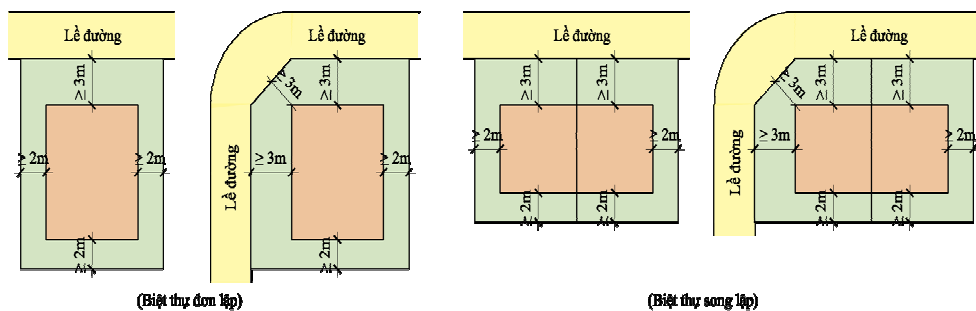 Lề đường
≥ 3m
≥ 2m
≥ 2m
≥ 2m
Lề đường
≥ 3m
≥ 3m
≥ 3m
≥ 2m
≥ 2m
Lề đường
(Biệt thự đơn lập)
Lề đường
≥ 3m
≥ 3m
≥ 2m
≥ 2m
≥ 2m
≥ 2m
Lề đường
≥ 3m
≥ 3m
≥ 3m
≥ 3m
≥ 2m
≥ 2m
≥ 2m
Lề đường
(Biệt thự song lập)